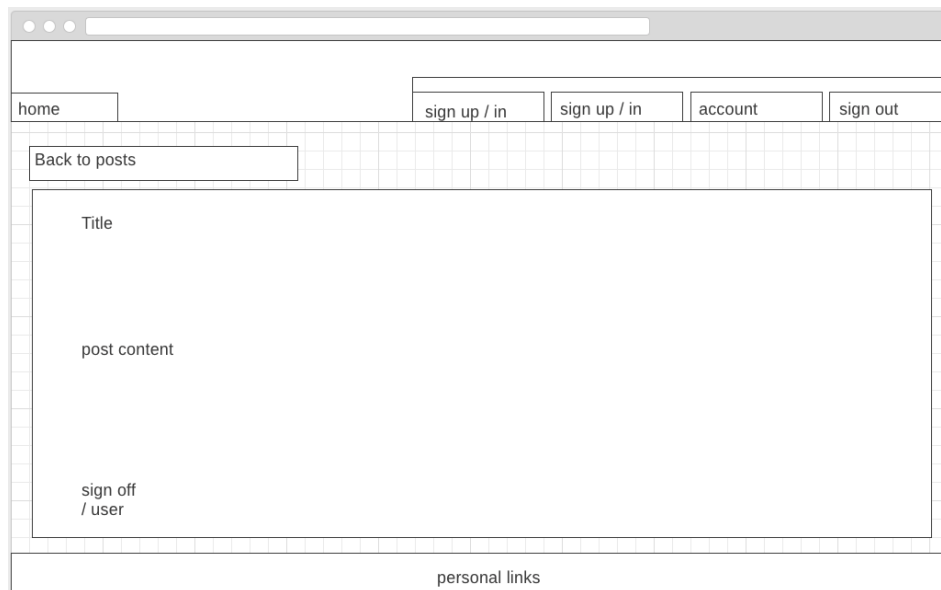 home
sign up / in
sign up / in
account
sign out
Back to posts
Title
post content
sign off
/ user
personal links